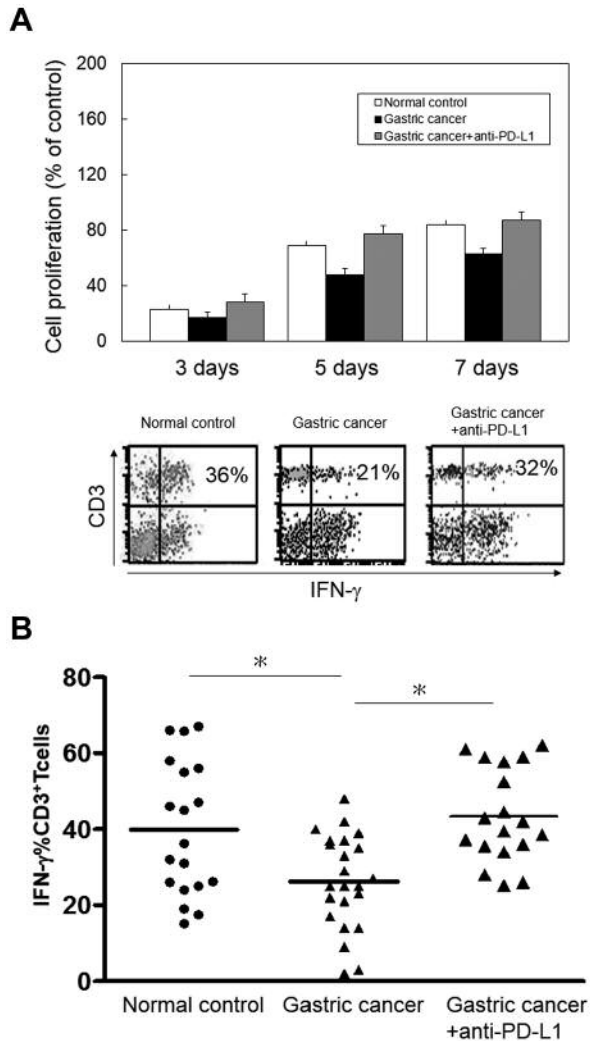 A
Cell proliferation (% of control)
200
160
120
80
40
0
Normal control
Gastric cancer
Gastric cancer+anti-PD-L1
3 days 5 days 7 days
Normal control Gastric cancer Gastric cancer
+anti-PD-L1
36% 21% 32%
CD3
IFN-γ
B
* *
IFN-γ%CD3⁺Tcells
80
60
40
20
0
Normal control Gastric cancer Gastric cancer
+anti-PD-L1